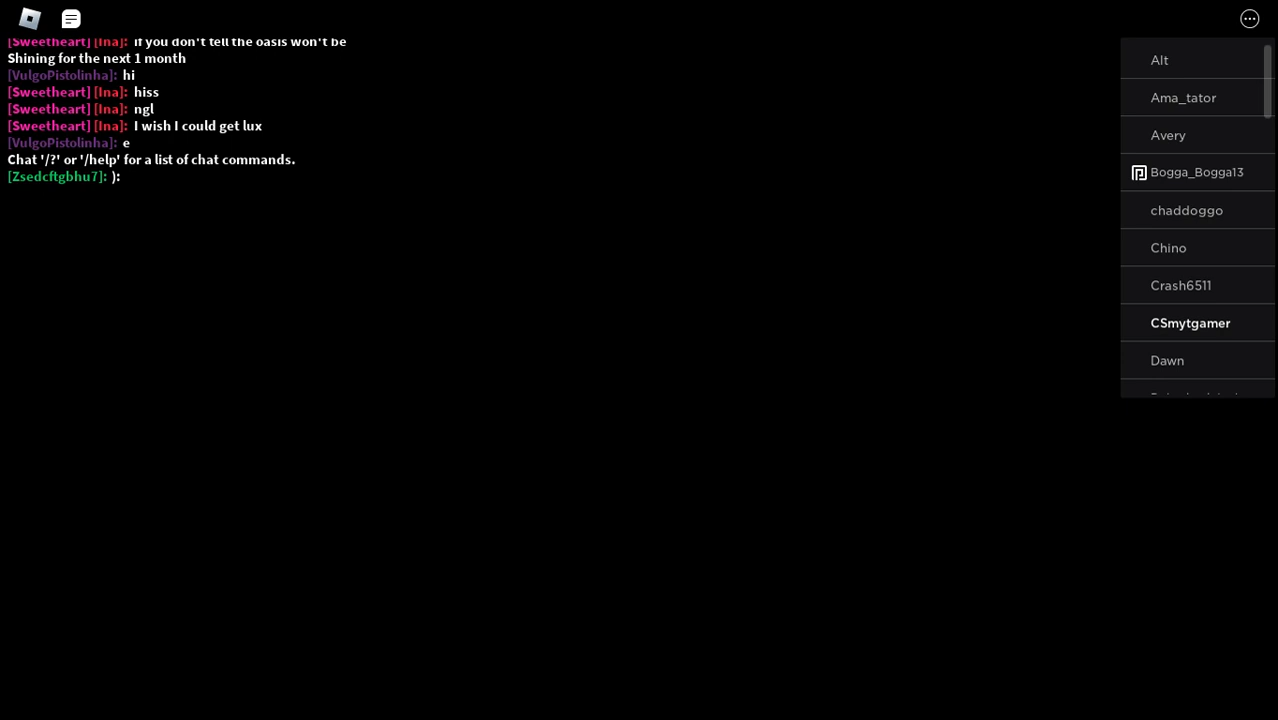 [Sweetheart] [Ina]: if you don't tell the oasis won't be
Shining for the next 1 month
[VulgoPistolinha]: hi
[Sweetheart] [Ina]: hiss
[Sweetheart] [Ina]: ngl
[Sweetheart] [Ina]: I wish I could get lux
[VulgoPistolinha]: e
Chat '/?' or '/help' for a list of chat commands.
[Zsedcftgbhu7]: ):
Alt
Ama_tator
Avery
Bogga_Bogga13
chaddoggo
Chino
Crash6511
CSmytgamer
Dawn